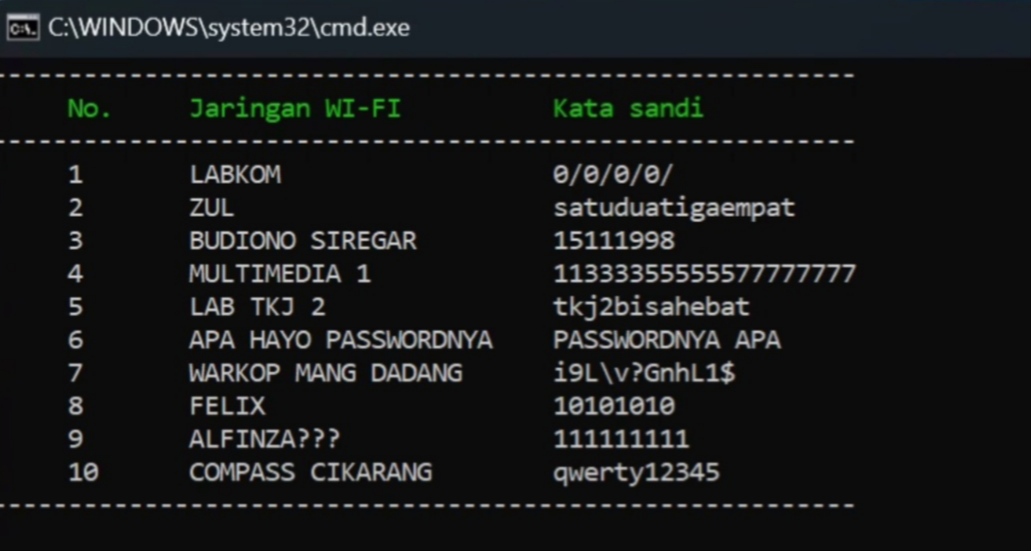 C:\WINDOWS\system32\cmd.exe
No. Jaringan WI-FI Kata sandi
1 LABKOM 0/0/0/0/
2 ZUL satuduatigaempat
3 BUDIONO SIREGAR 15111998
4 MULTIMEDIA 1 11333355555577777777
5 LAB TKJ 2 tkj2bisahebat
6 APA HAYO PASSWORDNYA PASSWORDNYA APA
7 WARKOP MANG DADANG i9L\v?GnhL1$
8 FELIX 10101010
9 ALFINZA??? 111111111
10 COMPASS CIKARANG qwerty12345